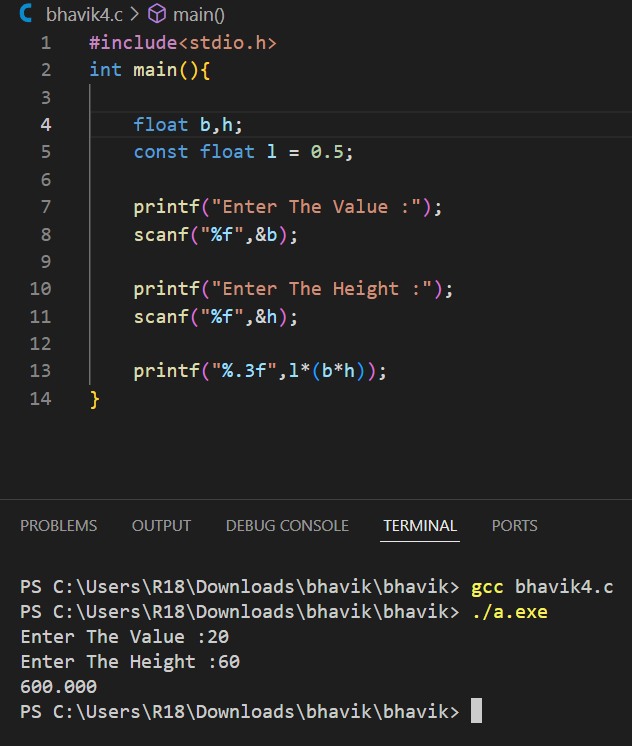 C bhavik4.c > main()
1 #include<stdio.h>
2 int main(){
3
4     float b,h;
5     const float l = 0.5;
6
7     printf("Enter The Value :");
8     scanf("%f",&b);
9
10     printf("Enter The Height :");
11     scanf("%f",&h);
12
13     printf("%.3f",l*(b*h));
14 }
PROBLEMS OUTPUT DEBUG CONSOLE TERMINAL PORTS
PS C:\Users\R18\Downloads\bhavik\bhavik> gcc bhavik4.c
PS C:\Users\R18\Downloads\bhavik\bhavik> ./a.exe
Enter The Value :20
Enter The Height :60
600.000
PS C:\Users\R18\Downloads\bhavik\bhavik>